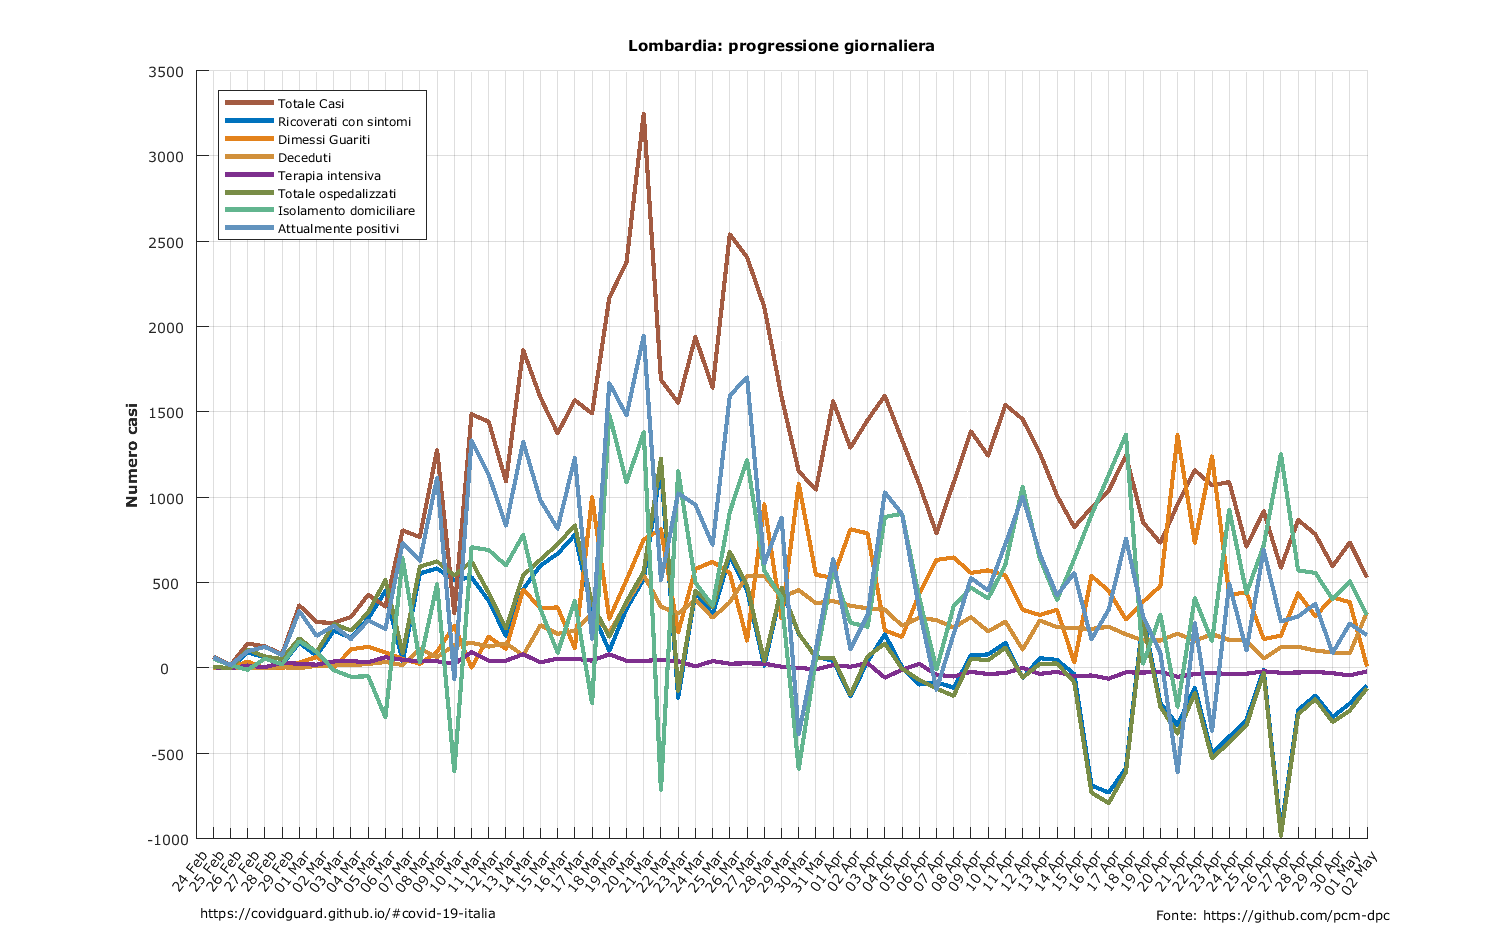 Lombardia: progressione giornaliera
3500
3000
2500
2000
1500
1000
500
0
-500
-1000
Numero casi
Totale Casi
Ricoverati con sintomi
Dimessi Guariti
Deceduti
Terapia intensiva
Totale ospedalizzati
Isolamento domiciliare
Attualmente positivi
24 Feb
25 Feb
26 Feb
27 Feb
28 Feb
29 Feb
01 Mar
02 Mar
03 Mar
04 Mar
05 Mar
06 Mar
07 Mar
08 Mar
09 Mar
10 Mar
11 Mar
12 Mar
13 Mar
14 Mar
15 Mar
16 Mar
17 Mar
18 Mar
19 Mar
20 Mar
21 Mar
22 Mar
23 Mar
24 Mar
25 Mar
26 Mar
27 Mar
28 Mar
29 Mar
30 Mar
31 Mar
01 Apr
02 Apr
03 Apr
04 Apr
05 Apr
06 Apr
07 Apr
08 Apr
09 Apr
10 Apr
11 Apr
12 Apr
13 Apr
14 Apr
15 Apr
16 Apr
17 Apr
18 Apr
19 Apr
20 Apr
21 Apr
22 Apr
23 Apr
24 Apr
25 Apr
26 Apr
27 Apr
28 Apr
29 Apr
30 Apr
01 May
02 May
https://covidguard.github.io/#covid-19-italia
Fonte: https://github.com/pcm-dpc